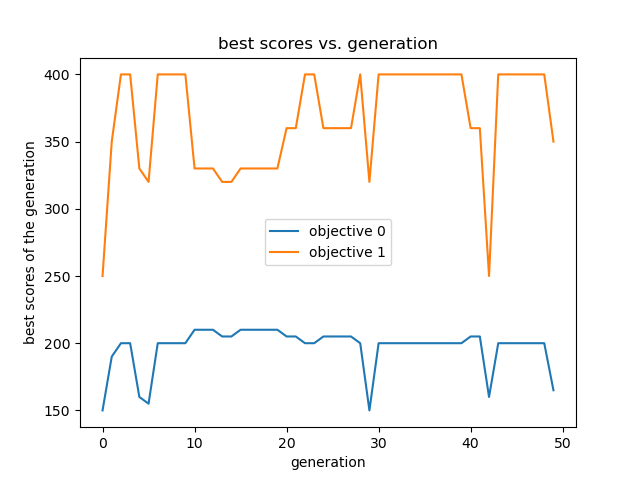 best scores vs. generation
best scores of the generation
400
350
300
250
200
150
objective 0
objective 1
0 10 20 30 40 50
generation